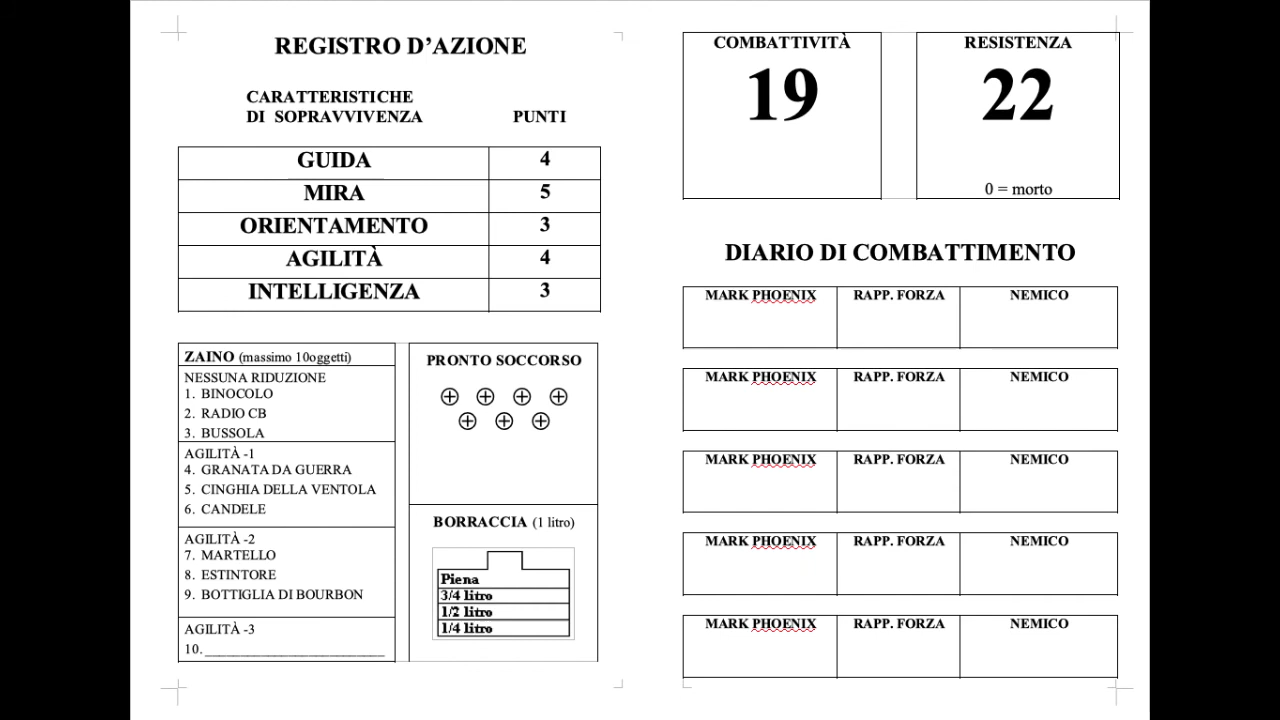 REGISTRO D’AZIONE
CARATTERISTICHE
DI SOPRAVVIVENZA PUNTI
GUIDA 4
MIRA 5
ORIENTAMENTO 3
AGILITÀ 4
INTELLIGENZA 3
ZAINO (massimo 10oggetti)
NESSUNA RIDUZIONE
1. BINOCOLO
2. RADIO CB
3. BUSSOLA
AGILITÀ -1
4. GRANATA DA GUERRA
5. CINGHIA DELLA VENTOLA
6. CANDELE
AGILITÀ -2
7. MARTELLO
8. ESTINTORE
9. BOTTIGLIA DI BOURBON
AGILITÀ -3
10.
PRONTO SOCCORSO
BORRACCIA (1 litro)
Piena
3/4 litro
1/2 litro
1/4 litro
COMBATTIVITÀ
19
RESISTENZA
22
0 = morto
DIARIO DI COMBATTIMENTO
MARK PHOENIX RAPP. FORZA NEMICO
MARK PHOENIX RAPP. FORZA NEMICO
MARK PHOENIX RAPP. FORZA NEMICO
MARK PHOENIX RAPP. FORZA NEMICO
MARK PHOENIX RAPP. FORZA NEMICO